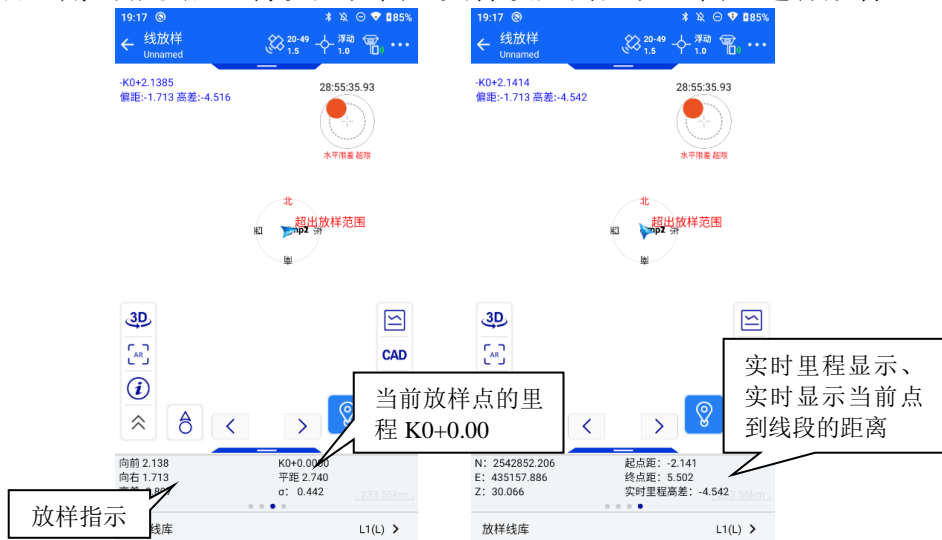 19:17
85%
线放样
Unnamed
20-49
1.5
浮动
1.0
-K0+2.1385
偏距:-1.713 高差:-4.516
28:55:35.93
水平限差 超限
北
超出放样范围
南
3D
AR
CAD
当前放样点的里
程 K0+0.00
向前 2.138
向右 1.713
平距 2.740
σ: 0.442
233.56km
放样指示
线库
L1(L)
19:17
85%
线放样
Unnamed
20-49
1.5
浮动
1.0
-K0+2.1414
偏距:-1.713 高差:-4.542
28:55:35.93
水平限差 超限
北
超出放样范围
南
3D
AR
实时里程显示、
实时显示当前点
到线段的距离
N: 2542852.206
E: 435157.886
Z: 30.066
起点距: -2.141
终点距: 5.502
实时里程高差: -4.542
放样线库
L1(L)